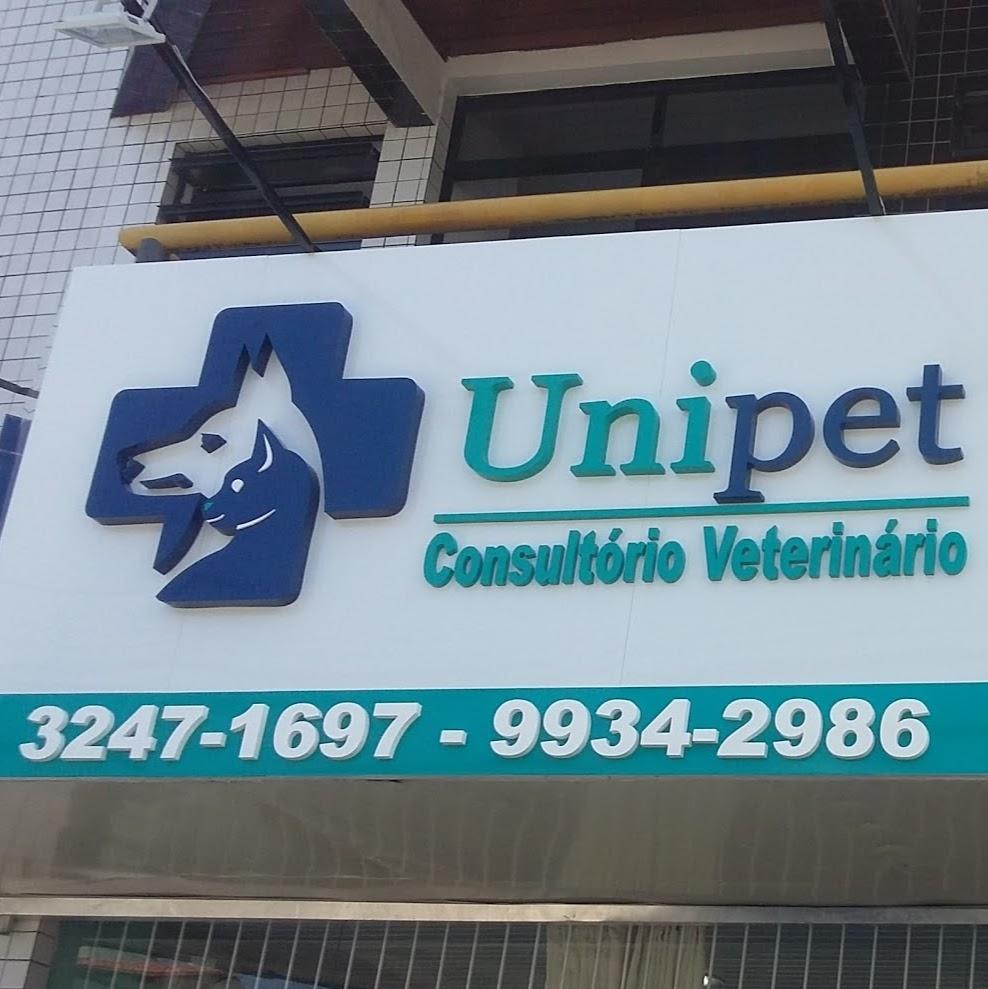 Unipet
Consultório Veterinário
3247-1697 - 9934-2986